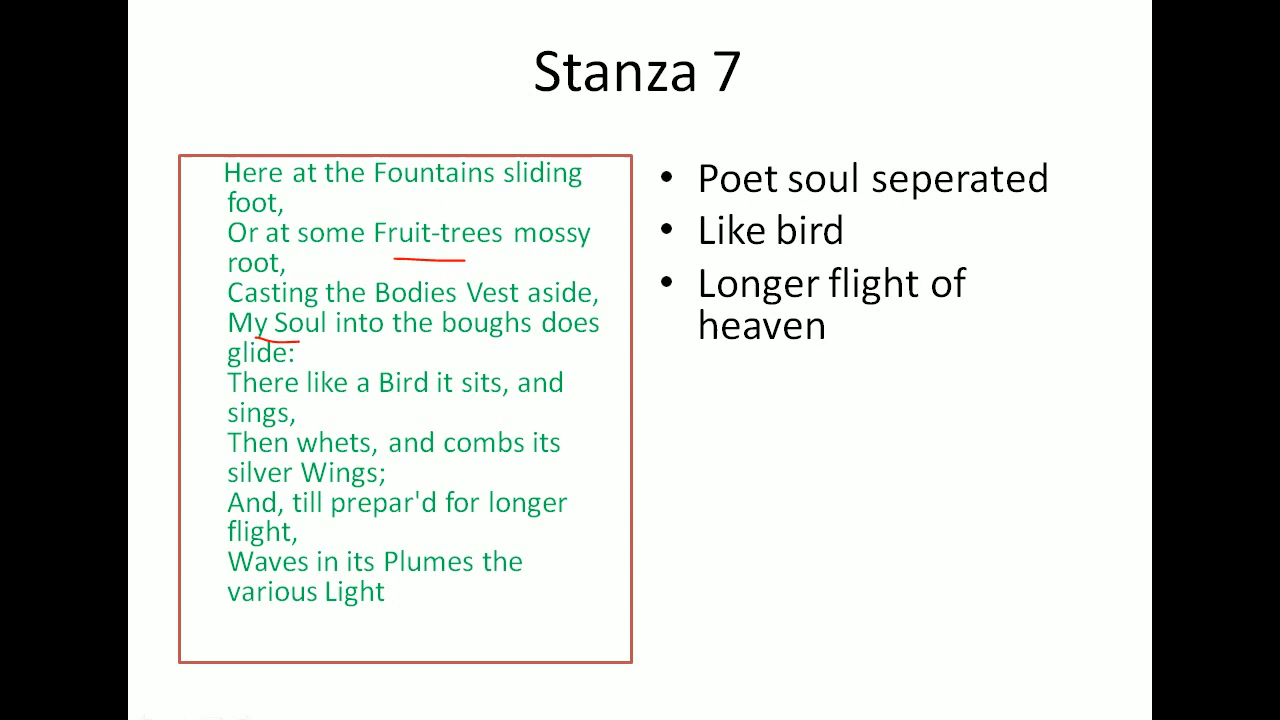 Stanza 7
Here at the Fountains sliding
foot,
Or at some Fruit-trees mossy
root,
Casting the Bodies Vest aside,
My Soul into the boughs does
glide:
There like a Bird it sits, and
sings,
Then whets, and combs its
silver Wings;
And, till prepar'd for longer
flight,
Waves in its Plumes the
various Light
• Poet soul seperated
• Like bird
• Longer flight of
heaven